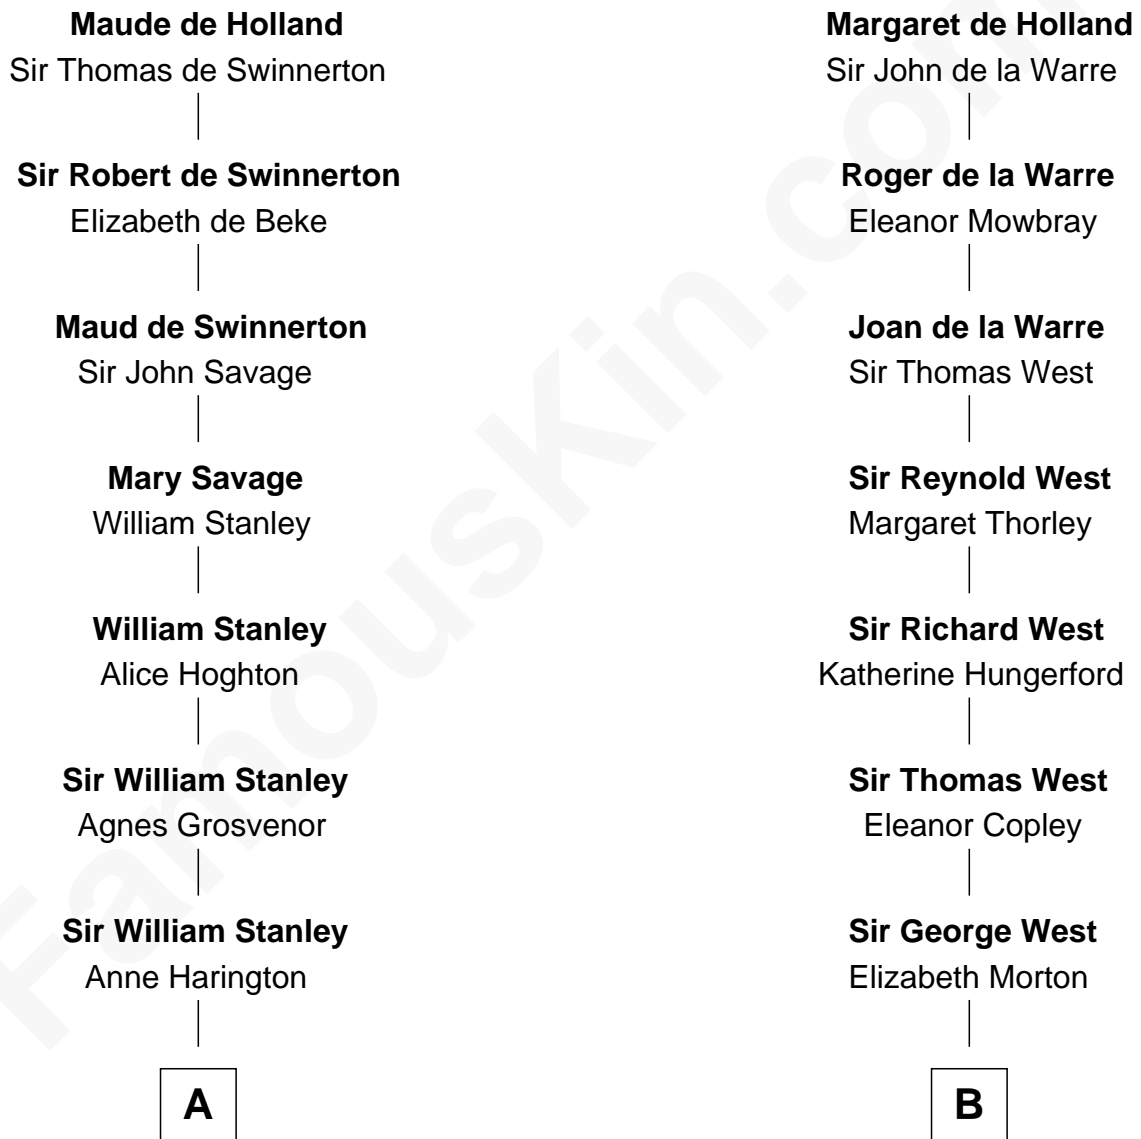 Maude de Holland
Sir Thomas de Swinnerton
Sir Robert de Swinnerton
Elizabeth de Beke
Maud de Swinnerton
Sir John Savage
Mary Savage
William Stanley
William Stanley
Alice Hoghton
Sir William Stanley
Agnes Grosvenor
Sir William Stanley
Anne Harington
A
Margaret de Holland
Sir John de la Warre
Roger de la Warre
Eleanor Mowbray
Joan de la Warre
Sir Thomas West
Sir Reynold West
Margaret Thorley
Sir Richard West
Katherine Hungerford
Sir Thomas West
Eleanor Copley
Sir George West
Elizabeth Morton
B
FamousKin.com